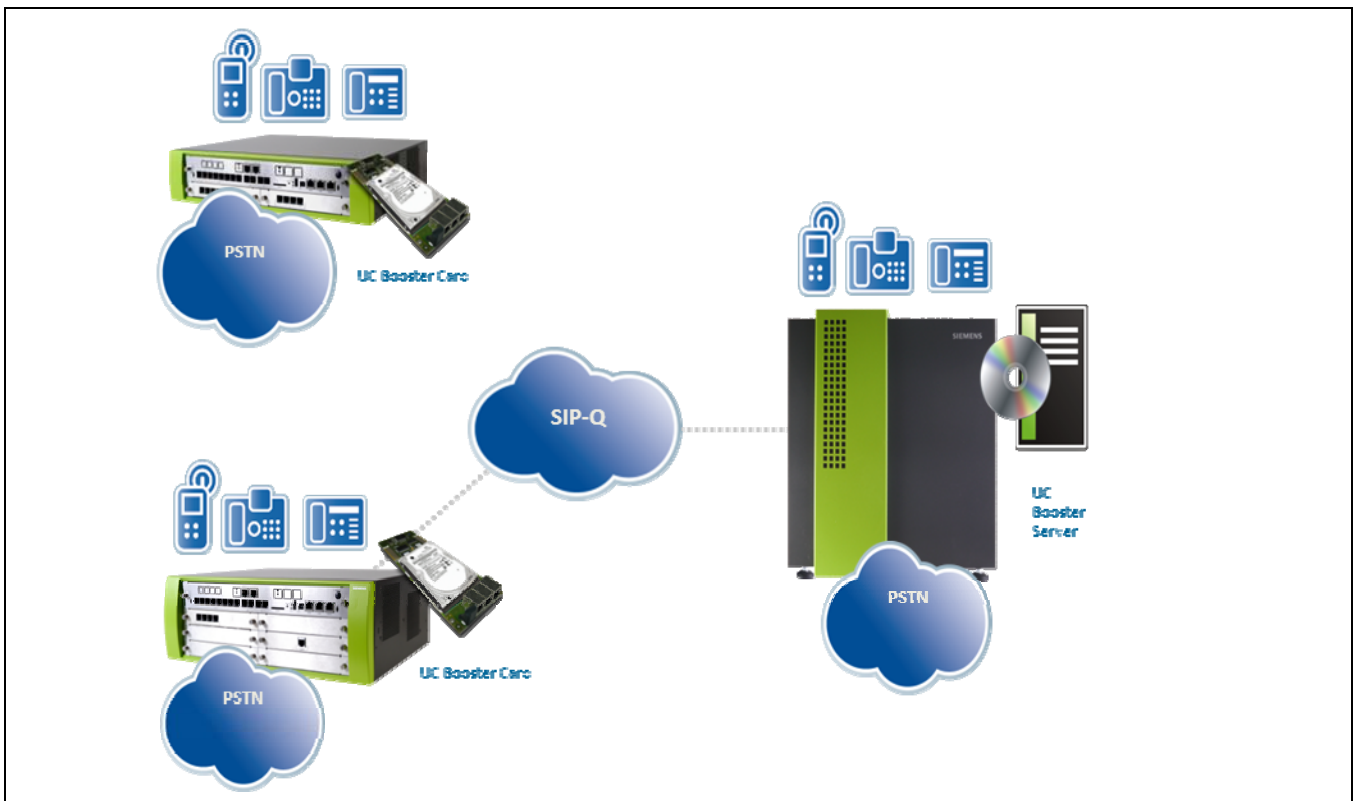 PSTN
UC Booster Card
SIP-Q
SIEMENS
UC
Booster
Server
PSTN
UC Booster Card
PSTN